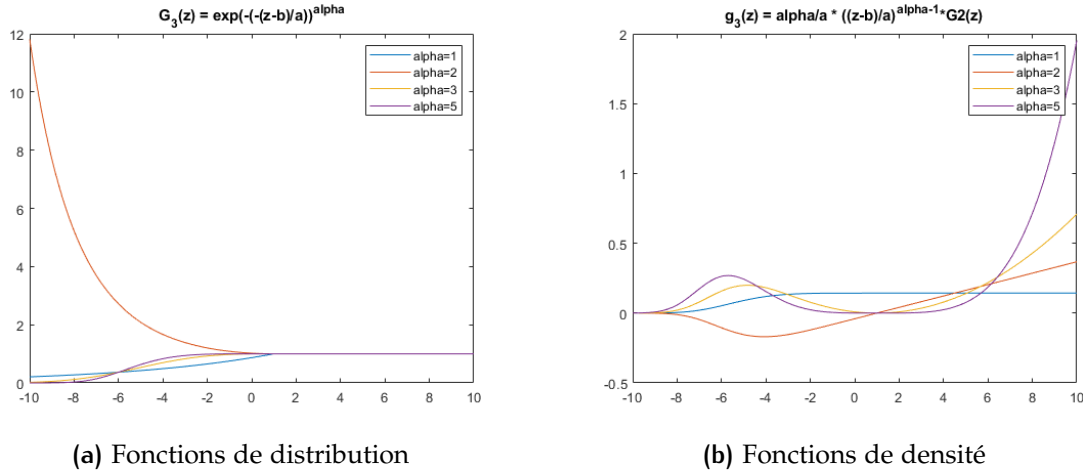 G_3(z) = exp(-(-(z-b)/a))^alpha
12
10
8
6
4
2
0
-10 -8 -6 -4 -2 0 2 4 6 8 10
alpha=1
alpha=2
alpha=3
alpha=5
(a) Fonctions de distribution
g_3(z) = alpha/a * ((z-b)/a)^alpha-1*G2(z)
2
1.5
1
0.5
0
-0.5
-10 -8 -6 -4 -2 0 2 4 6 8 10
alpha=1
alpha=2
alpha=3
alpha=5
(b) Fonctions de densité